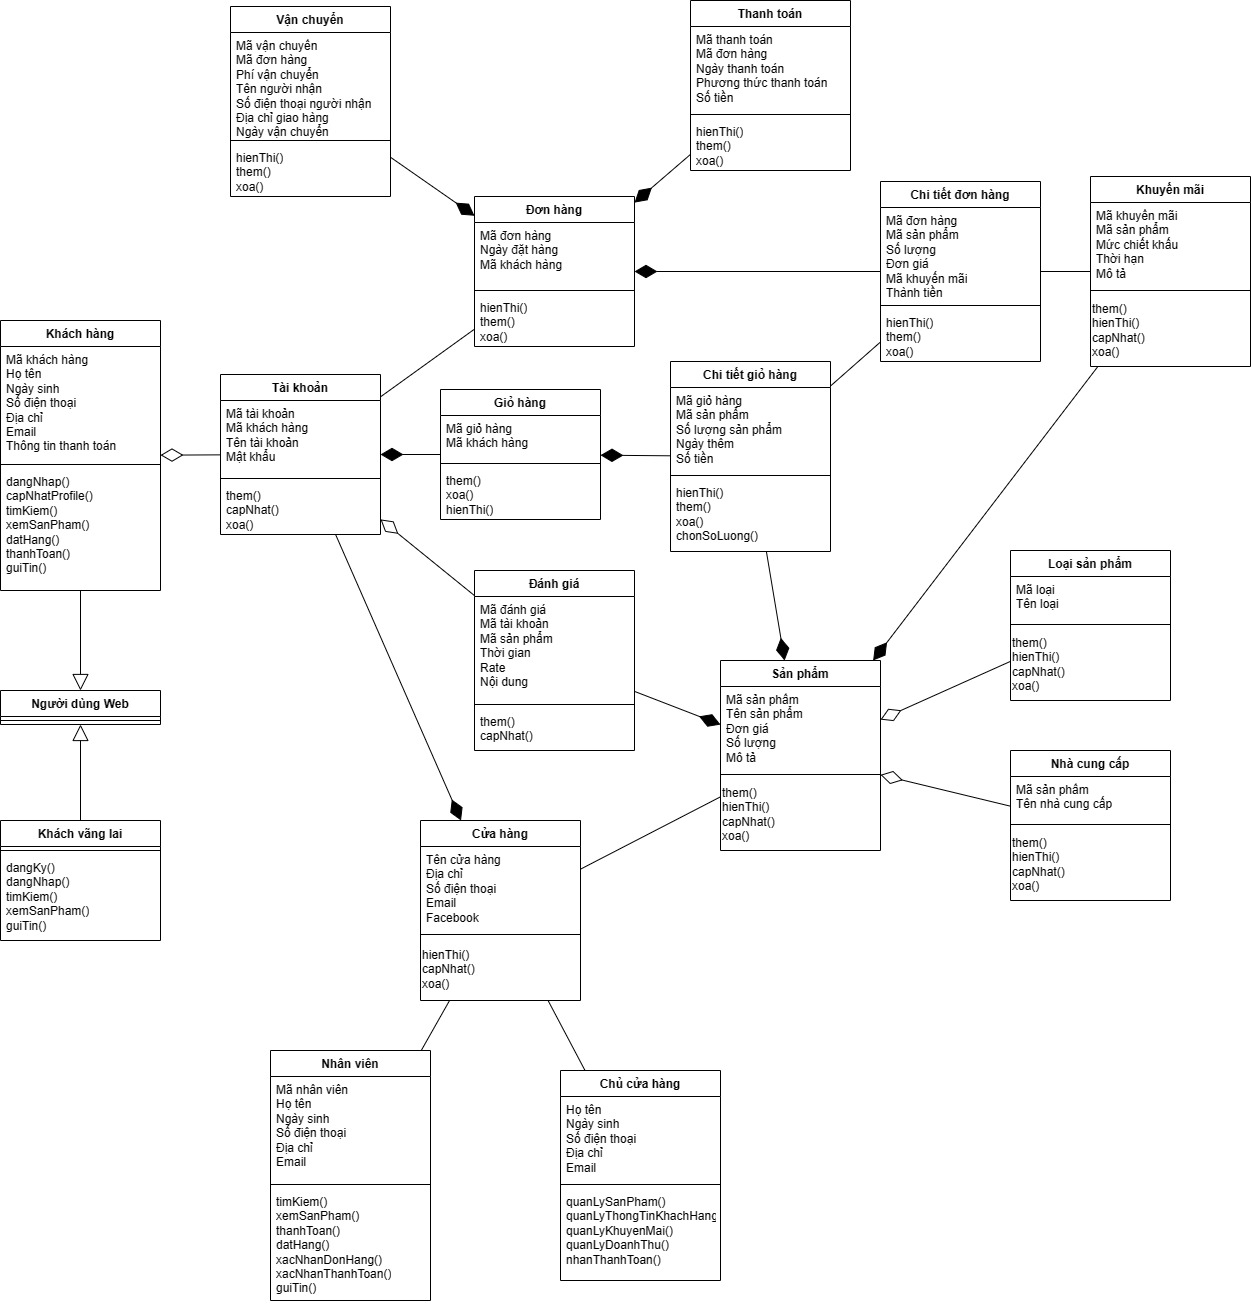 Vận chuyển
Mã vận chuyển
Mã đơn hàng
Phí vận chuyển
Tên người nhận
Số điện thoại người nhận
Địa chỉ giao hàng
Ngày vận chuyển
hienThi()
them()
xoa()
Thanh toán
Mã thanh toán
Mã đơn hàng
Ngày thanh toán
Phương thức thanh toán
Số tiền
hienThi()
them()
xoa()
Đơn hàng
Mã đơn hàng
Ngày đặt hàng
Mã khách hàng
hienThi()
them()
xoa()
Chi tiết đơn hàng
Mã đơn hàng
Mã sản phẩm
Số lượng
Đơn giá
Mã khuyến mãi
Thành tiền
hienThi()
them()
xoa()
Khuyến mãi
Mã khuyến mãi
Mã sản phẩm
Mức chiết khấu
Thời hạn
Mô tả
them()
hienThi()
capNhat()
xoa()
Khách hàng
Mã khách hàng
Họ tên
Ngày sinh
Số điện thoại
Địa chỉ
Email
Thông tin thanh toán
dangNhap()
capNhatProfile()
timKiem()
xemSanPham()
datHang()
thanhToan()
guiTin()
Tài khoản
Mã tài khoản
Mã khách hàng
Tên tài khoản
Mật khẩu
them()
capNhat()
xoa()
Giỏ hàng
Mã giỏ hàng
Mã khách hàng
them()
xoa()
hienThi()
Chi tiết giỏ hàng
Mã giỏ hàng
Mã sản phẩm
Số lượng sản phẩm
Ngày thêm
Số tiền
hienThi()
them()
xoa()
chonSoLuong()
Đánh giá
Mã đánh giá
Mã tài khoản
Mã sản phẩm
Thời gian
Rate
Nội dung
them()
capNhat()
Loại sản phẩm
Mã loại
Tên loại
them()
hienThi()
capNhat()
xoa()
Sản phẩm
Mã sản phẩm
Tên sản phẩm
Đơn giá
Số lượng
Mô tả
them()
hienThi()
capNhat()
xoa()
Nhà cung cấp
Mã sản phẩm
Tên nhà cung cấp
them()
hienThi()
capNhat()
xoa()
Người dùng Web
Khách vãng lai
dangKy()
dangNhap()
timKiem()
xemSanPham()
guiTin()
Cửa hàng
Tên cửa hàng
Địa chỉ
Số điện thoại
Email
Facebook
hienThi()
capNhat()
xoa()
Nhân viên
Mã nhân viên
Họ tên
Ngày sinh
Số điện thoại
Địa chỉ
Email
timKiem()
xemSanPham()
thanhToan()
datHang()
xacNhanDonHang()
xacNhanThanhToan()
guiTin()
Chủ cửa hàng
Họ tên
Ngày sinh
Số điện thoại
Địa chỉ
Email
quanLySanPham()
quanLyThongTinKhachHang
quanLyKhuyenMai()
quanLyDoanhThu()
nhanThanhToan()